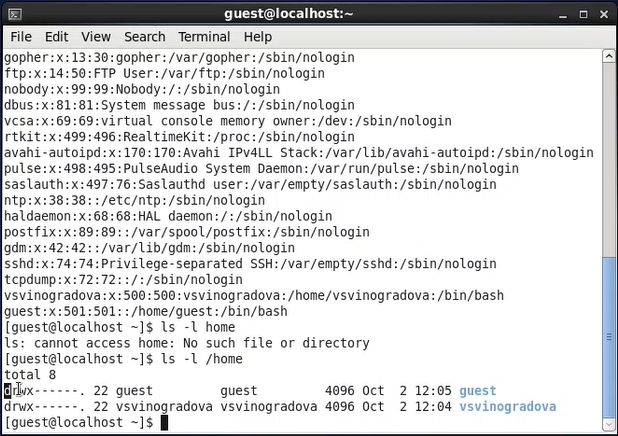 guest@localhost:~
File Edit View Search Terminal Help
gopher:x:13:30:gopher:/var/gopher:/sbin/nologin
ftp:x:14:50:FTP User:/var/ftp:/sbin/nologin
nobody:x:99:99:Nobody:/:/sbin/nologin
dbus:x:81:81:System message bus:/:/sbin/nologin
vcsa:x:69:69:virtual console memory owner:/dev:/sbin/nologin
rtkit:x:499:496:RealtimeKit:/proc:/sbin/nologin
avahi-autoipd:x:170:170:Avahi IPv4LL Stack:/var/lib/avahi-autoipd:/sbin/nologin
pulse:x:498:495:PulseAudio System Daemon:/var/run/pulse:/sbin/nologin
saslauth:x:497:76:Saslauthd user:/var/empty/saslauth:/sbin/nologin
ntp:x:38:38::/etc/ntp:/sbin/nologin
haldaemon:x:68:68:HAL daemon:/:/sbin/nologin
postfix:x:89:89::/var/spool/postfix:/sbin/nologin
gdm:x:42:42::/var/lib/gdm:/sbin/nologin
sshd:x:74:74:Privilege-separated SSH:/var/empty/sshd:/sbin/nologin
tcpdump:x:72:72::/:/sbin/nologin
vsvinogradova:x:500:500:vsvinogradova:/home/vsvinogradova:/bin/bash
guest:x:501:501::/home/guest:/bin/bash
[guest@localhost ~]$ ls -l home
ls: cannot access home: No such file or directory
[guest@localhost ~]$ ls -l /home
total 8
drwx------. 22 guest         guest         4096 Oct  2 12:05 guest
drwx------. 22 vsvinogradova vsvinogradova 4096 Oct  2 12:04 vsvinogradova
[guest@localhost ~]$